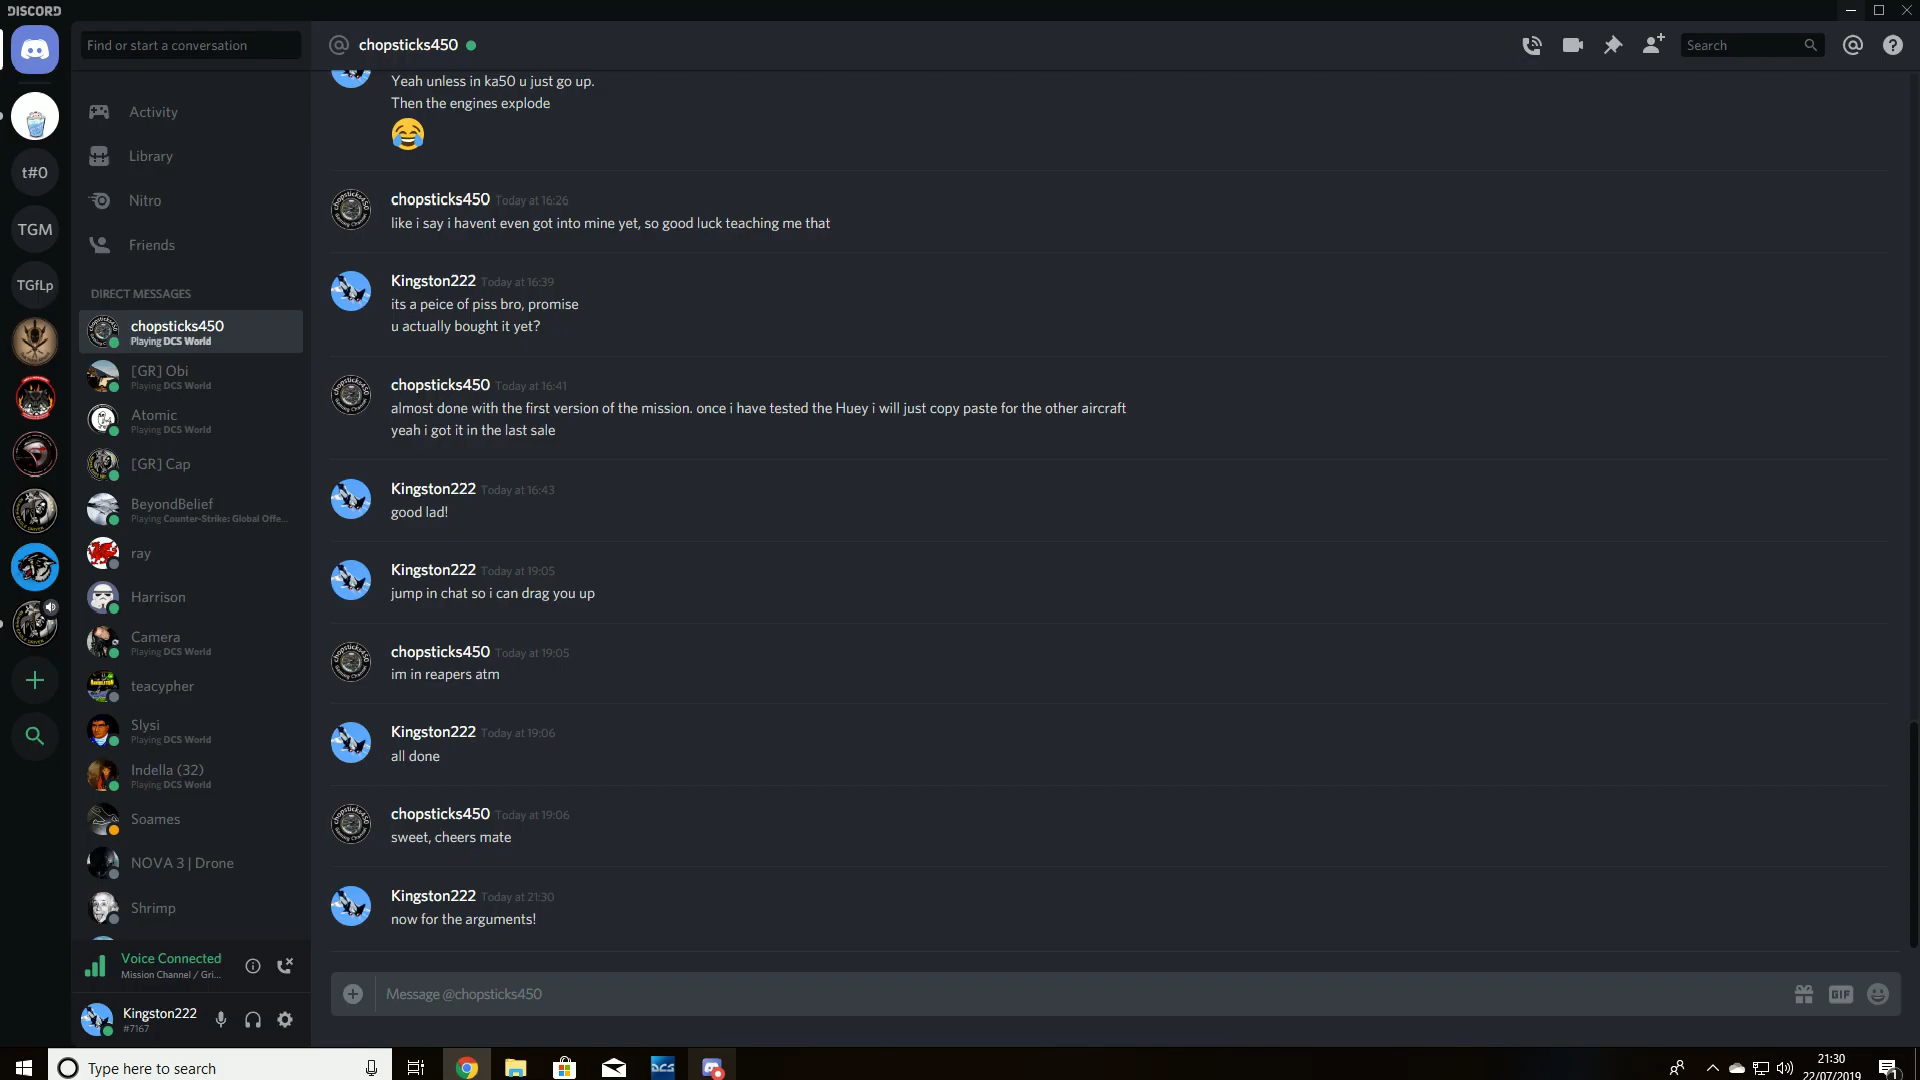 DISCORD
Find or start a conversation
chopsticks450
Search
t#0
TGM
TGfLp
Activity
Library
Nitro
Friends
DIRECT MESSAGES
chopsticks450
Playing DCS World
[GR] Obi
Playing DCS World
Atomic
Playing DCS World
[GR] Cap
BeyondBelief
Playing Counter-Strike: Global Offe...
ray
Harrison
Camera
Playing DCS World
teacypher
Slysi
Playing DCS World
Indella (32)
Playing DCS World
Soames
NOVA 3 | Drone
Shrimp
Voice Connected
Mission Channel / Gri...
Kingston222
#7167
Yeah unless in ka50 u just go up.
Then the engines explode
chopsticks450 Today at 16:26
like i say i havent even got into mine yet, so good luck teaching me that
Kingston222 Today at 16:39
its a peice of piss bro, promise
u actually bought it yet?
chopsticks450 Today at 16:41
almost done with the first version of the mission. once i have tested the Huey i will just copy paste for the other aircraft
yeah i got it in the last sale
Kingston222 Today at 16:43
good lad!
Kingston222 Today at 19:05
jump in chat so i can drag you up
chopsticks450 Today at 19:05
im in reapers atm
Kingston222 Today at 19:06
all done
chopsticks450 Today at 19:06
sweet, cheers mate
Kingston222 Today at 21:30
now for the arguments!
Message @chopsticks450
GIF
Type here to search
DCS
21:30
22/07/2019
1